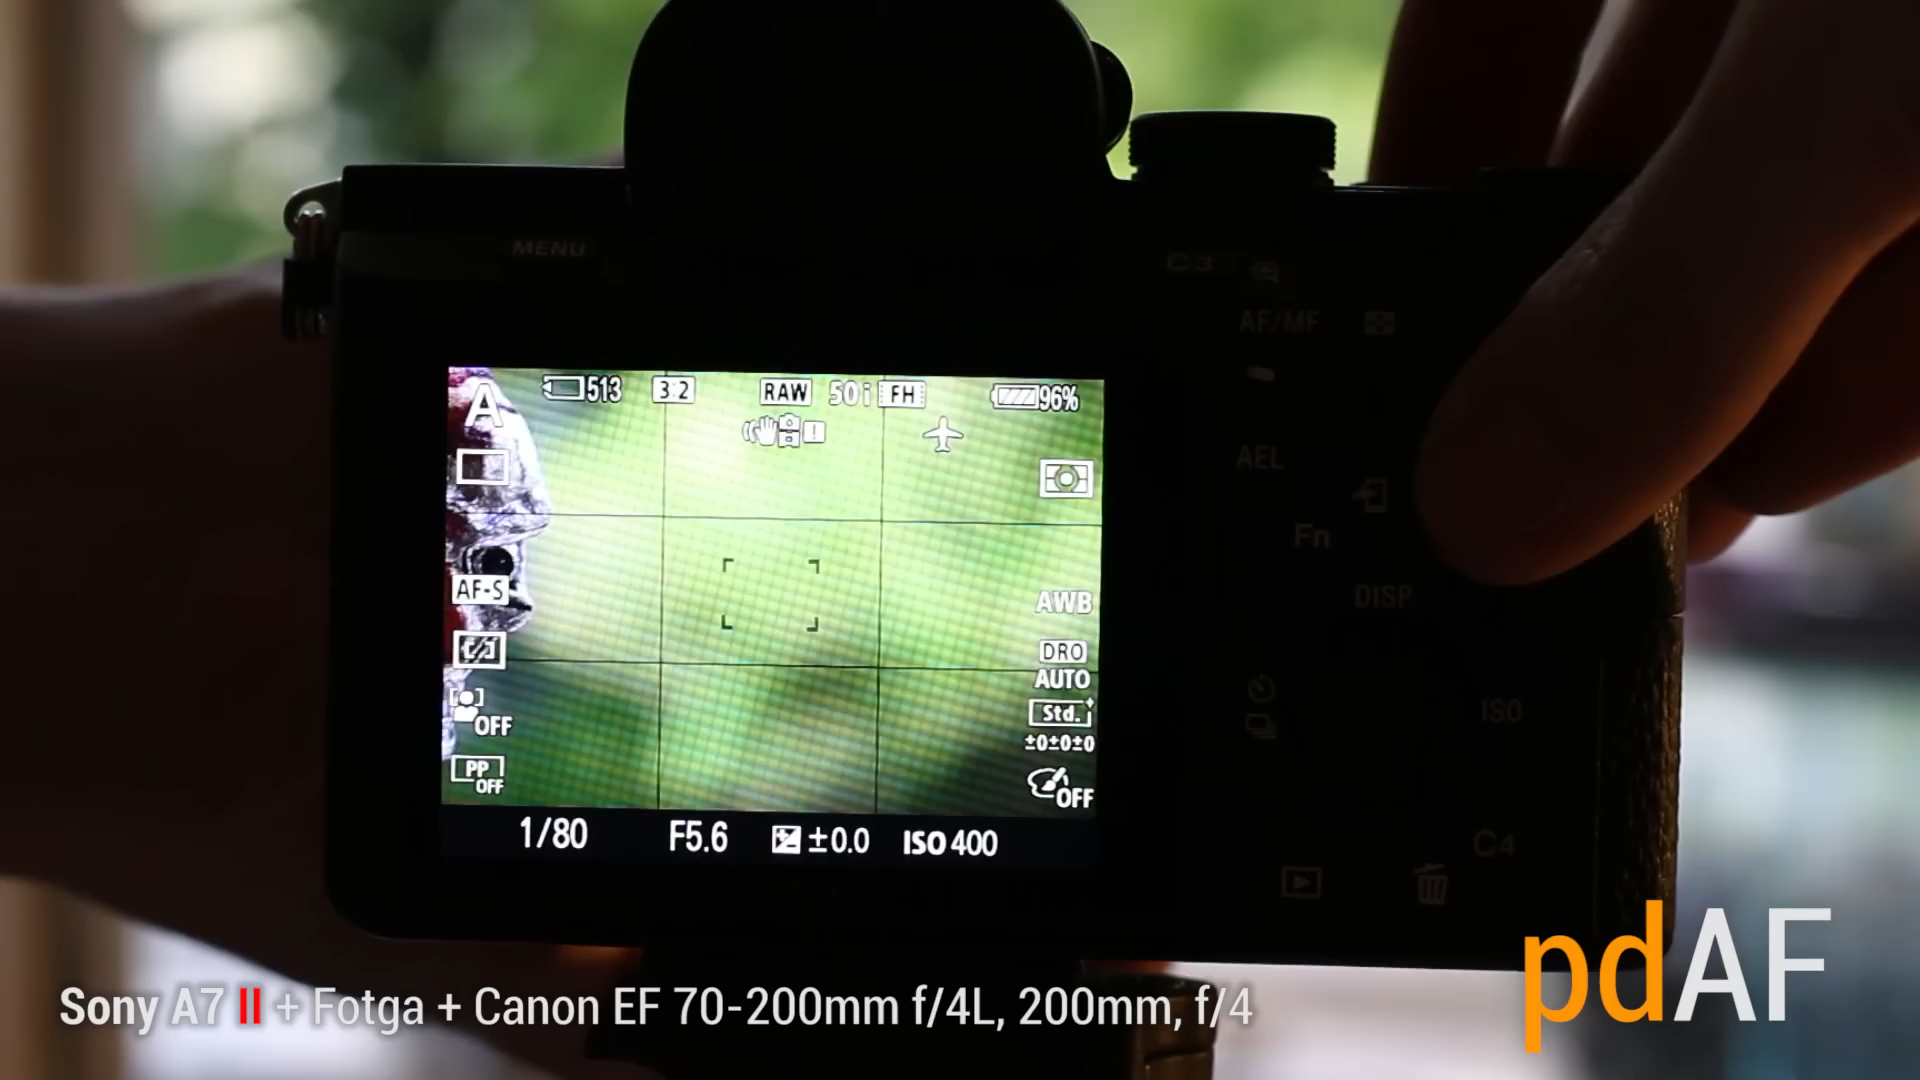 MENU
C3
AF/MF
A 513 3:2 RAW 50i FH 96%
AEL
Fn
AF-S
AWB
DISP
DRO
AUTO
OFF
Std.
ISO
±0±0±0
PP
OFF
OFF
1/80 F5.6 ±0.0 ISO 400
C4
pdAF
Sony A7 II + Fotga + Canon EF 70-200mm f/4L, 200mm, f/4